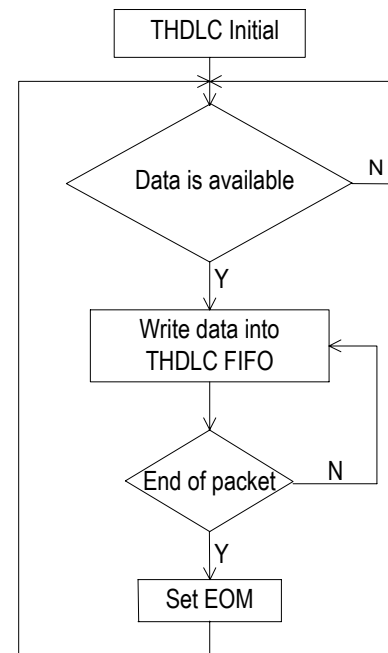 THDLC Initial
Data is available
N
Y
Write data into
THDLC FIFO
End of packet
N
Y
Set EOM